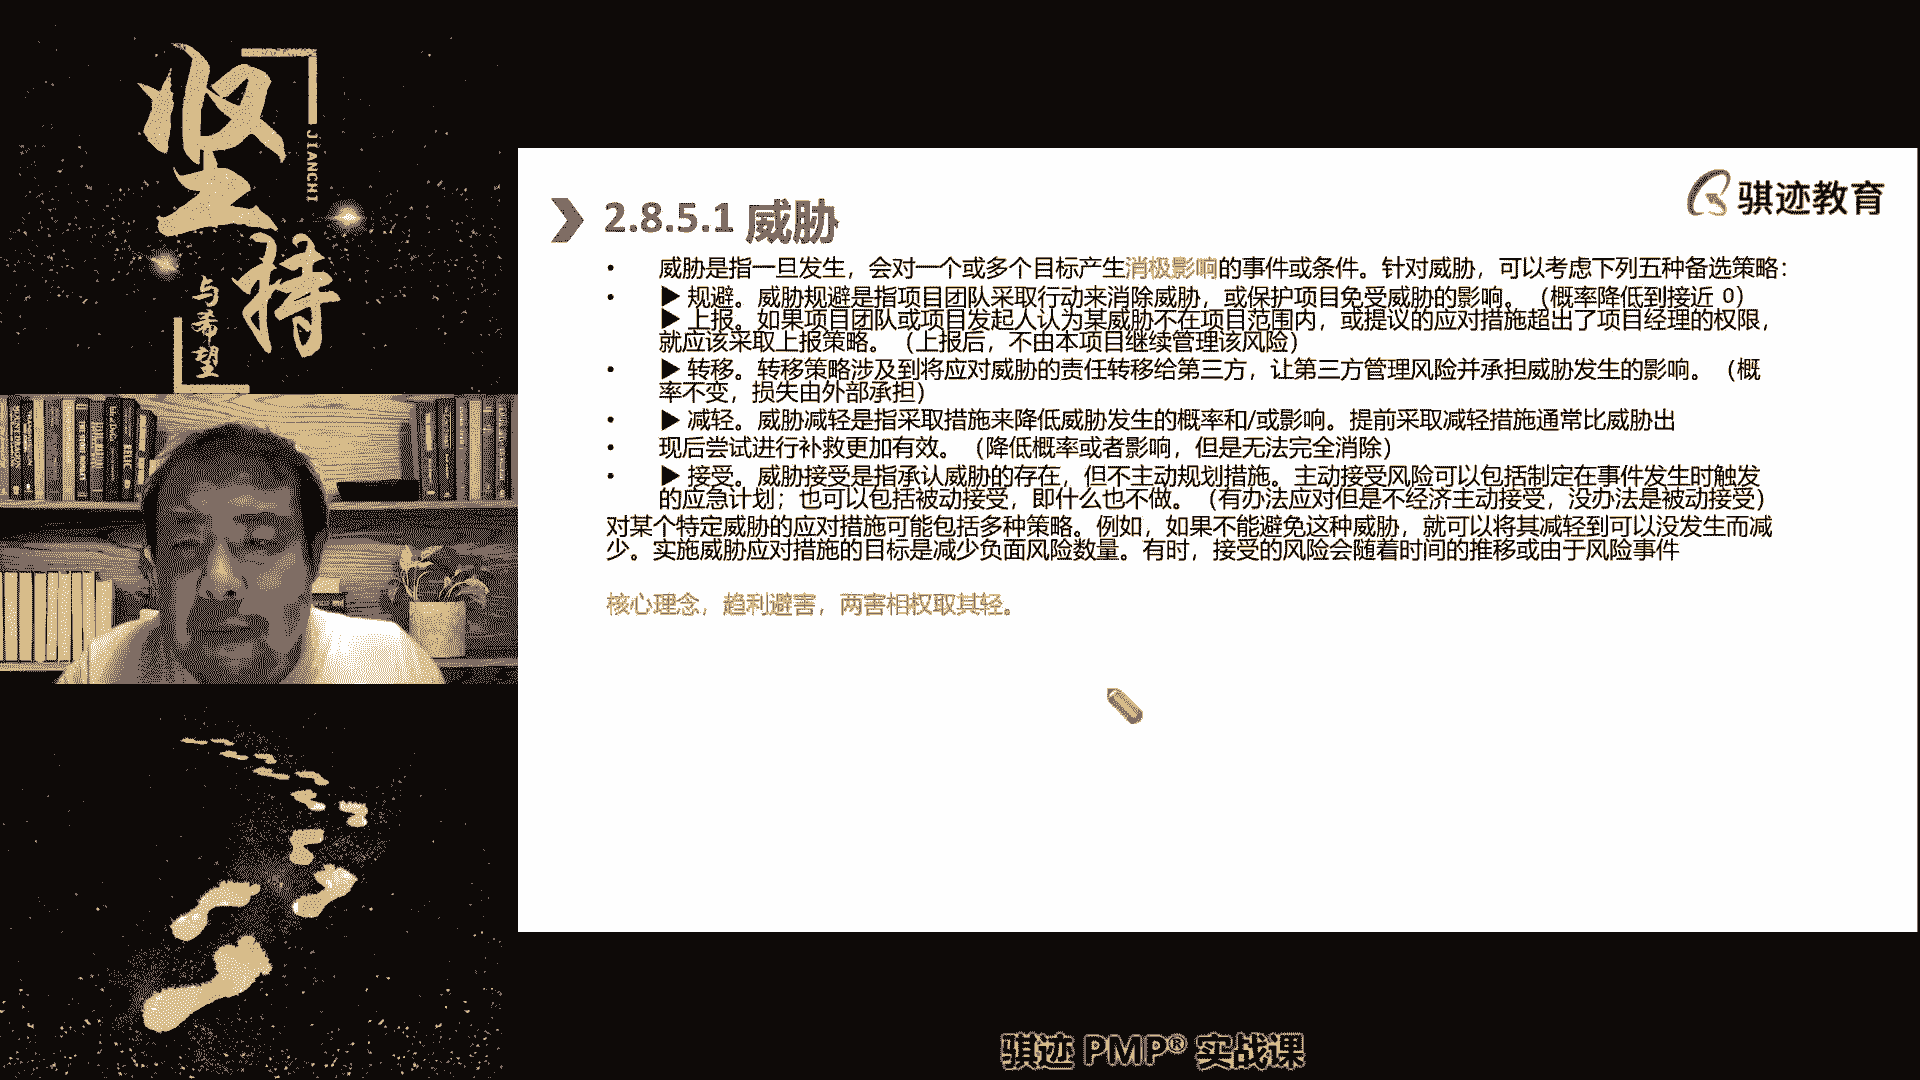 坚持
JIANCHI
与希望
骐迹教育
2.8.5.1 威胁
• 威胁是指一旦发生，会对一个或多个目标产生消极影响的事件或条件。针对威胁，可以考虑下列五种备选策略：
• ▶ 规避。威胁规避是指项目团队采取行动来消除威胁，或保护项目免受威胁的影响。（概率降低到接近 0）
▶ 上报。如果项目团队或项目发起人认为某威胁不在项目范围内，或提议的应对措施超出了项目经理的权限，
就应该采取上报策略。（上报后，不由本项目继续管理该风险）
• ▶ 转移。转移策略涉及到将应对威胁的责任转移给第三方，让第三方管理风险并承担威胁发生的影响。（概
率不变，损失由外部承担）
• ▶ 减轻。威胁减轻是指采取措施来降低威胁发生的概率和/或影响。提前采取减轻措施通常比威胁出
• 现后尝试进行补救更加有效。（降低概率或者影响，但是无法完全消除）
• ▶ 接受。威胁接受是指承认威胁的存在，但不主动规划措施。主动接受风险可以包括制定在事件发生时触发
的应急计划；也可以包括被动接受，即什么也不做。（有办法应对但是不经济主动接受，没办法是被动接受）
对某个特定威胁的应对措施可能包括多种策略。例如，如果不能避免这种威胁，就可以将其减轻到可以没发生而减
少。实施威胁应对措施的目标是减少负面风险数量。有时，接受的风险会随着时间的推移或由于风险事件
核心理念，趋利避害，两害相权取其轻。
骐迹 PMP® 实战课